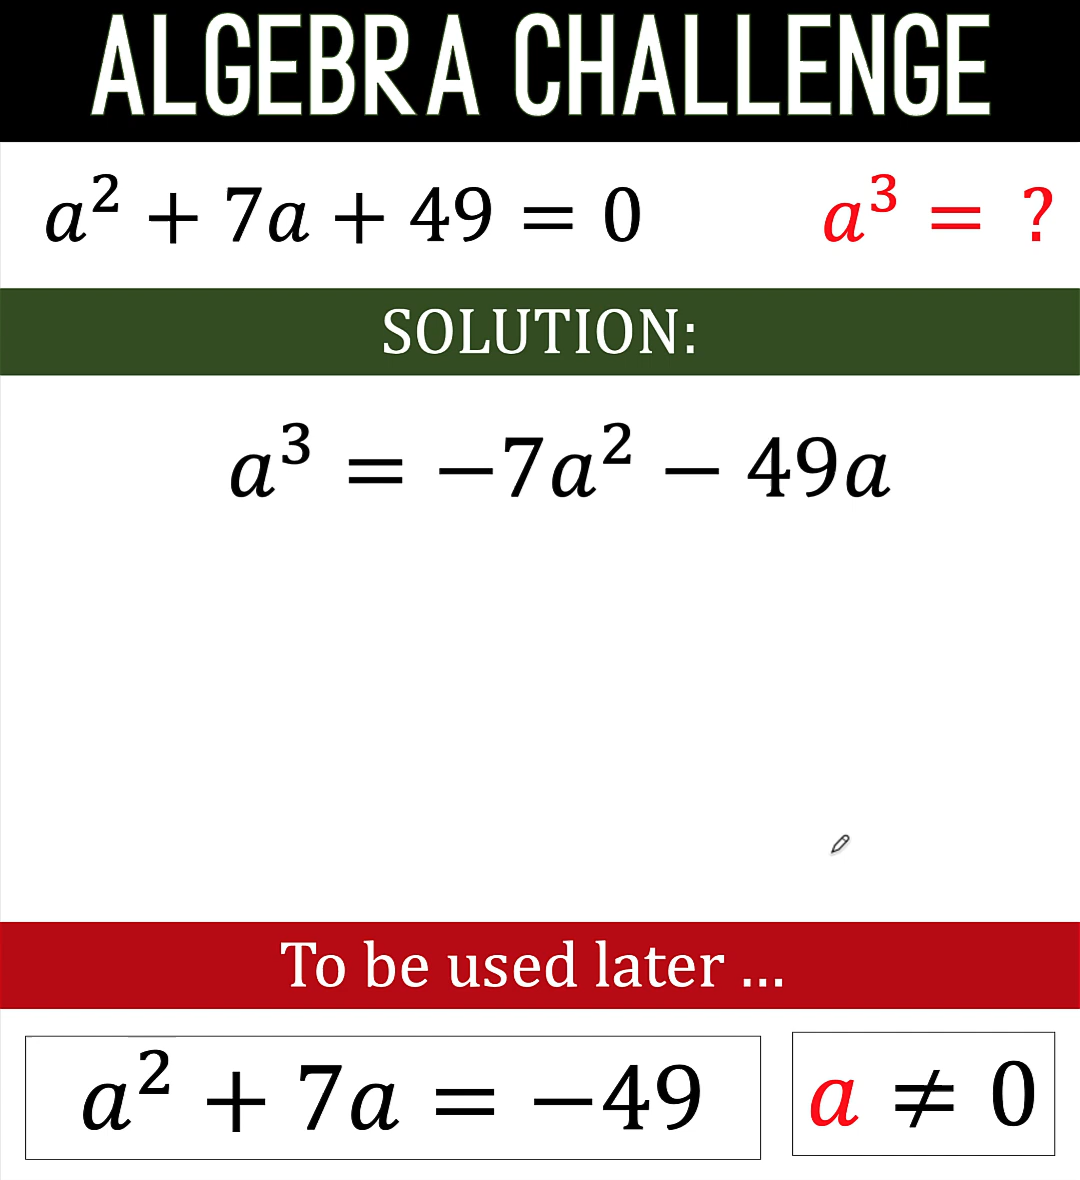 ALGEBRA CHALLENGE
a² + 7a + 49 = 0 a³ = ?
SOLUTION:
a³ = −7a² − 49a
To be used later ...
a² + 7a = −49 a ≠ 0